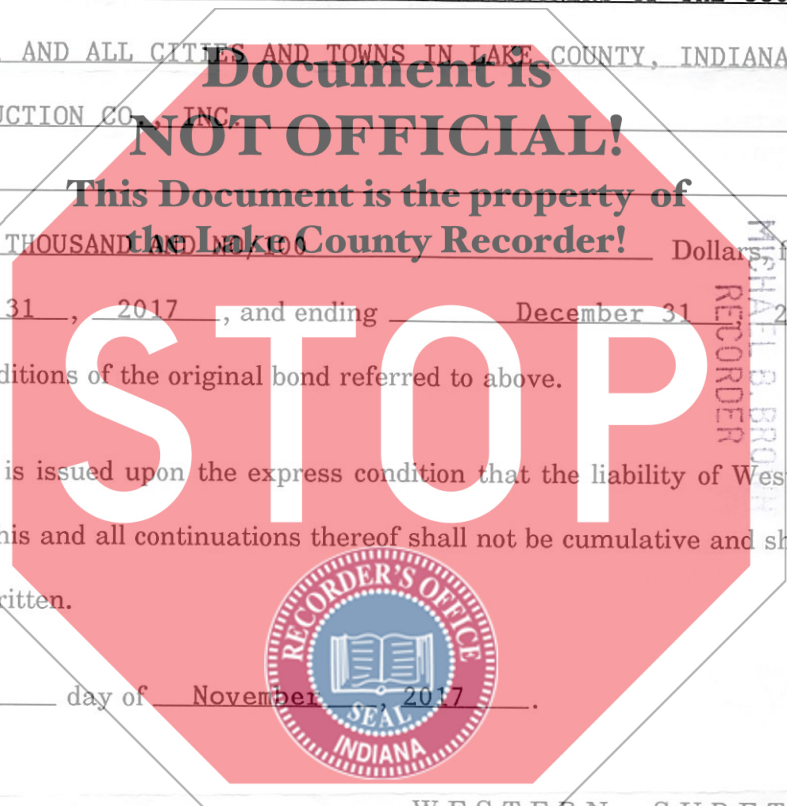 AND ALL CITIES AND TOWNS IN LAKE COUNTY, INDIANA
Document is
UCTION CO., INC.
NOT OFFICIAL!
This Document is the property of
the Lake County Recorder!
THOUSAND AND NO/100 Dollars, f
31, 2017, and ending December 31 2
MICHAEL B. BROWN
RECORDER
STOP
ditions of the original bond referred to above.
is issued upon the express condition that the liability of Wes
his and all continuations thereof shall not be cumulative and sh
ritten.
RECORDER'S OFFICE
SEAL
INDIANA
day of November, 2017.
WESTERN SURET